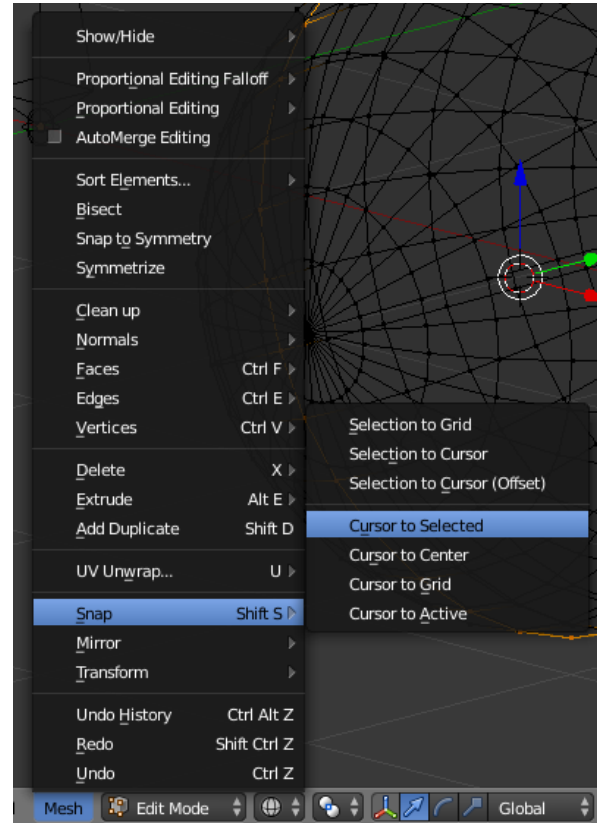 Show/Hide
Proportional Editing Falloff
Proportional Editing
AutoMerge Editing
Sort Elements...
Bisect
Snap to Symmetry
Symmetrize
Clean up
Normals
Faces Ctrl F
Edges Ctrl E
Vertices Ctrl V
Delete X
Extrude Alt E
Add Duplicate Shift D
UV Unwrap... U
Snap Shift S
Mirror
Transform
Undo History Ctrl Alt Z
Redo Shift Ctrl Z
Undo Ctrl Z
Selection to Grid
Selection to Cursor
Selection to Cursor (Offset)
Cursor to Selected
Cursor to Center
Cursor to Grid
Cursor to Active
Mesh Edit Mode Global